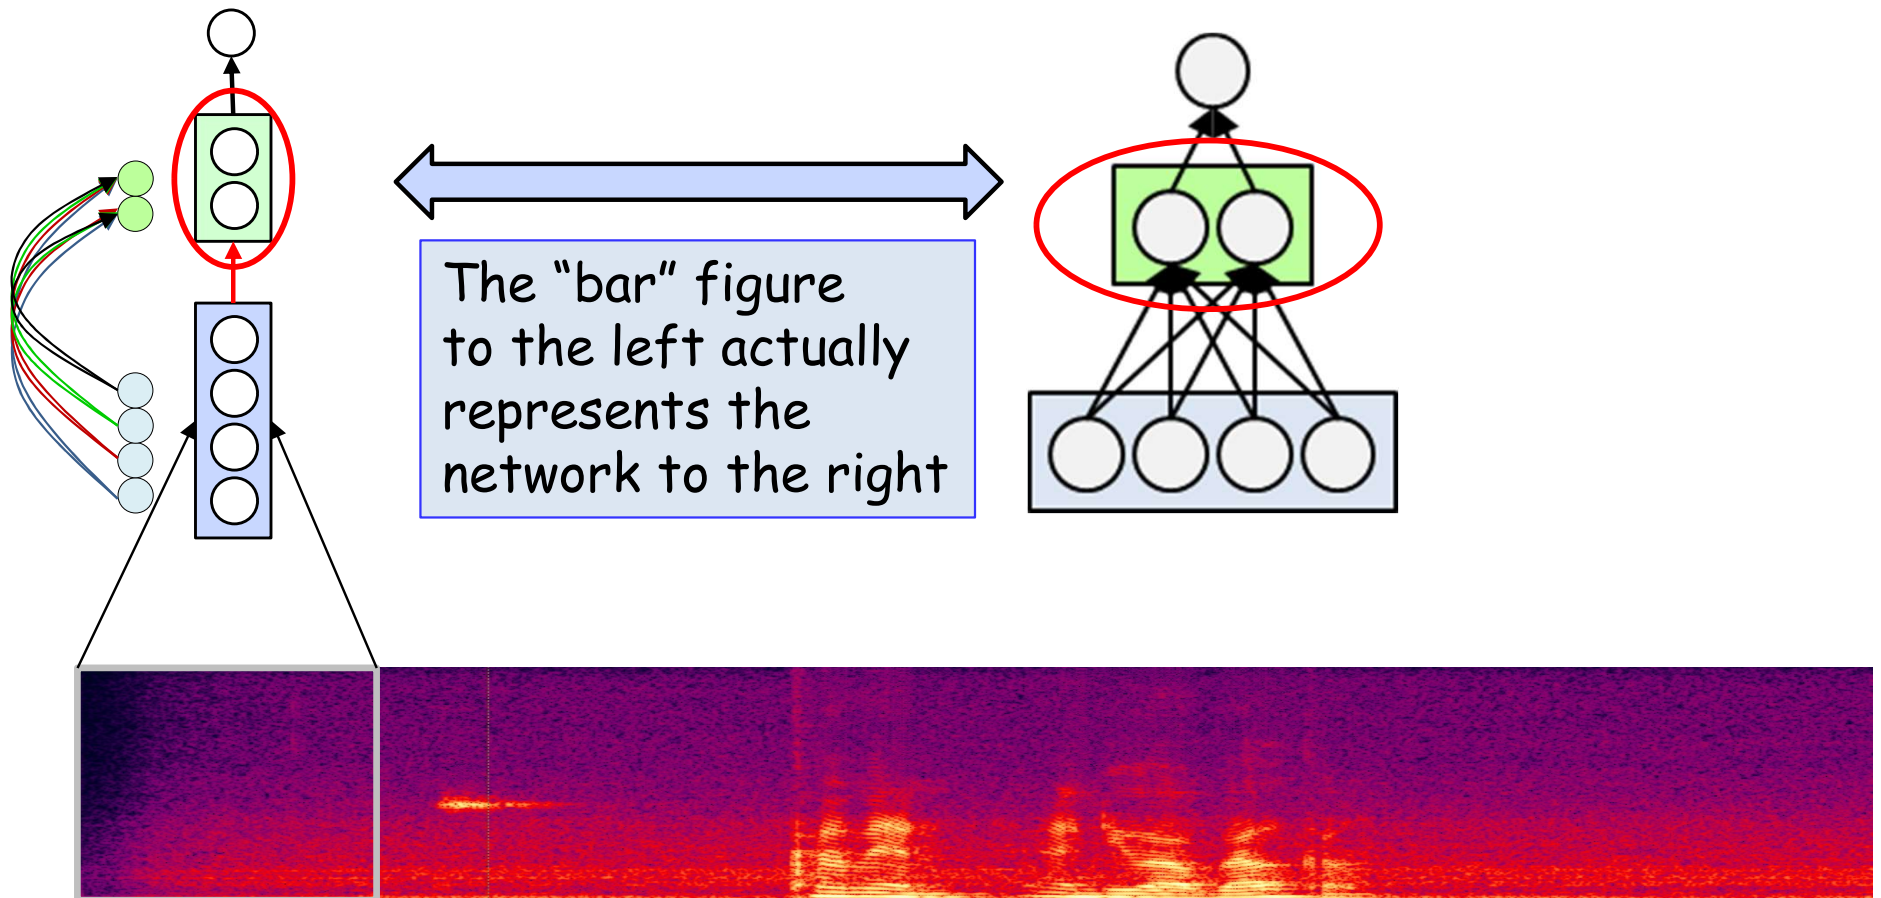 The “bar” figure
to the left actually
represents the
network to the right